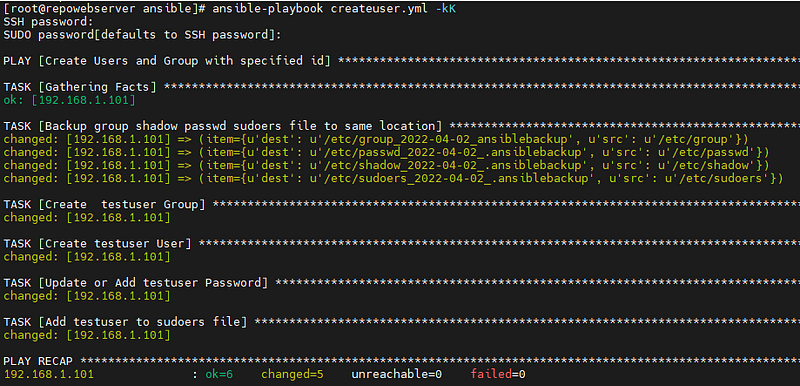 [root@repowebserver ansible]# ansible-playbook createuser.yml -kK
SSH password:
SUDO password[defaults to SSH password]:
PLAY [Create Users and Group with specified id] ********************************************************************
TASK [Gathering Facts] *********************************************************************************************
ok: [192.168.1.101]
TASK [Backup group shadow passwd sudoers file to same location] ****************************************************
changed: [192.168.1.101] => (item={u'dest': u'/etc/group_2022-04-02_ansiblebackup', u'src': u'/etc/group'})
changed: [192.168.1.101] => (item={u'dest': u'/etc/passwd_2022-04-02_.ansiblebackup', u'src': u'/etc/passwd'})
changed: [192.168.1.101] => (item={u'dest': u'/etc/shadow_2022-04-02_.ansiblebackup', u'src': u'/etc/shadow'})
changed: [192.168.1.101] => (item={u'dest': u'/etc/sudoers_2022-04-02_.ansiblebackup', u'src': u'/etc/sudoers'})
TASK [Create  testuser Group] **************************************************************************************
changed: [192.168.1.101]
TASK [Create testuser User] ****************************************************************************************
changed: [192.168.1.101]
TASK [Update or Add testuser Password] *****************************************************************************
changed: [192.168.1.101]
TASK [Add testuser to sudoers file] ********************************************************************************
changed: [192.168.1.101]
PLAY RECAP *********************************************************************************************************
192.168.1.101              : ok=6    changed=5    unreachable=0    failed=0